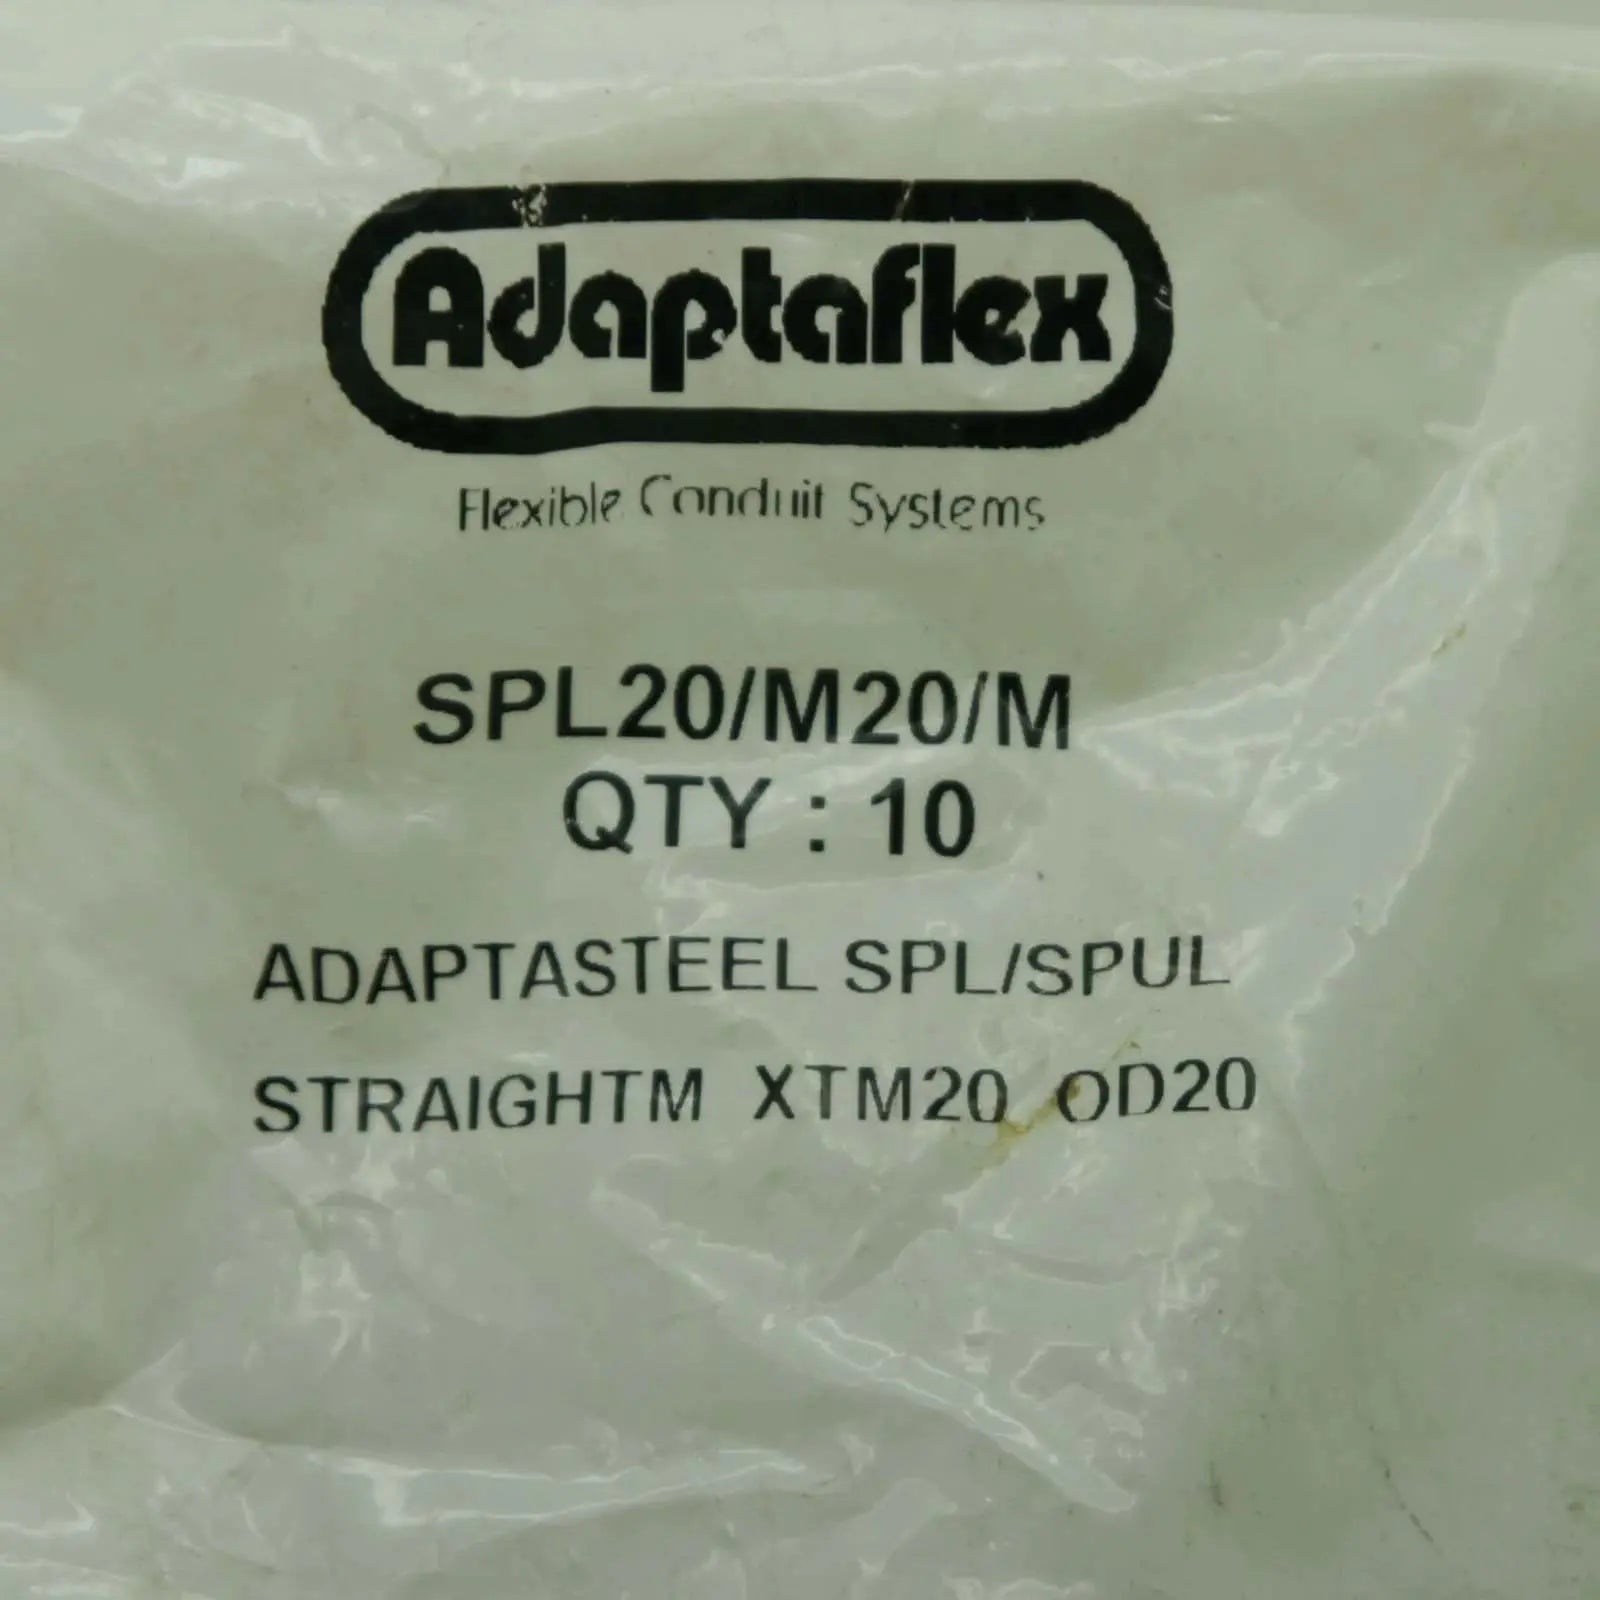 Adaptaflex
Flexible Conduit Systems
SPL20/M20/M
QTY : 10
ADAPTASTEEL SPL/SPUL
STRAIGHTM XTM20 OD20